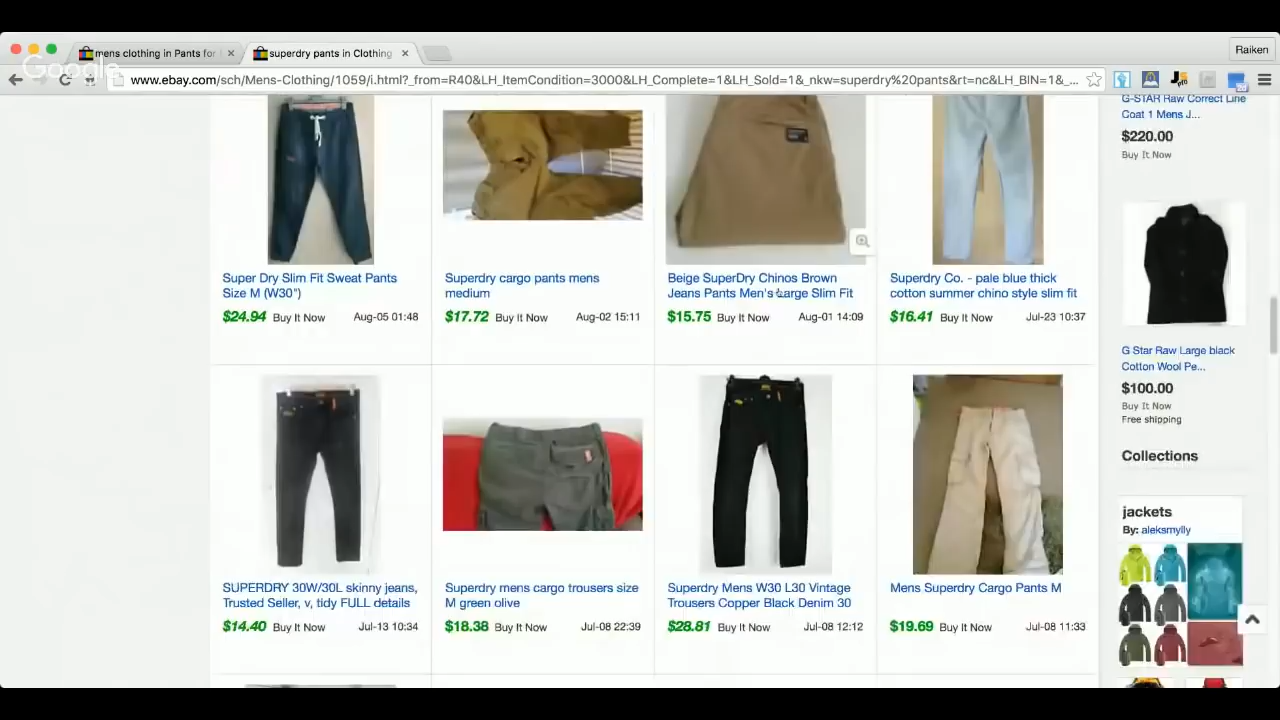 mens clothing in Pants for
superdry pants in Clothing
Raiken
Google
www.ebay.com/sch/Mens-Clothing/1059/i.html?_from=R40&LH_ItemCondition=3000&LH_Complete=1&LH_Sold=1&_nkw=superdry%20pants&rt=nc&LH_BIN=1&_...
Super Dry Slim Fit Sweat Pants
Size M (W30")
$24.94 Buy It Now Aug-05 01:48
Superdry cargo pants mens
medium
$17.72 Buy It Now Aug-02 15:11
Beige SuperDry Chinos Brown
Jeans Pants Men's Large Slim Fit
$15.75 Buy It Now Aug-01 14:09
Superdry Co. - pale blue thick
cotton summer chino style slim fit
$16.41 Buy It Now Jul-23 10:37
SUPERDRY 30W/30L skinny jeans,
Trusted Seller, v, tidy FULL details
$14.40 Buy It Now Jul-13 10:34
Superdry mens cargo trousers size
M green olive
$18.38 Buy It Now Jul-08 22:39
Superdry Mens W30 L30 Vintage
Trousers Copper Black Denim 30
$28.81 Buy It Now Jul-08 12:12
Mens Superdry Cargo Pants M
$19.69 Buy It Now Jul-08 11:33
G-STAR Raw Correct Line
Coat 1 Mens J...
$220.00
Buy It Now
G Star Raw Large black
Cotton Wool Pe...
$100.00
Buy It Now
Free shipping
Collections
jackets
By: aleksmylly